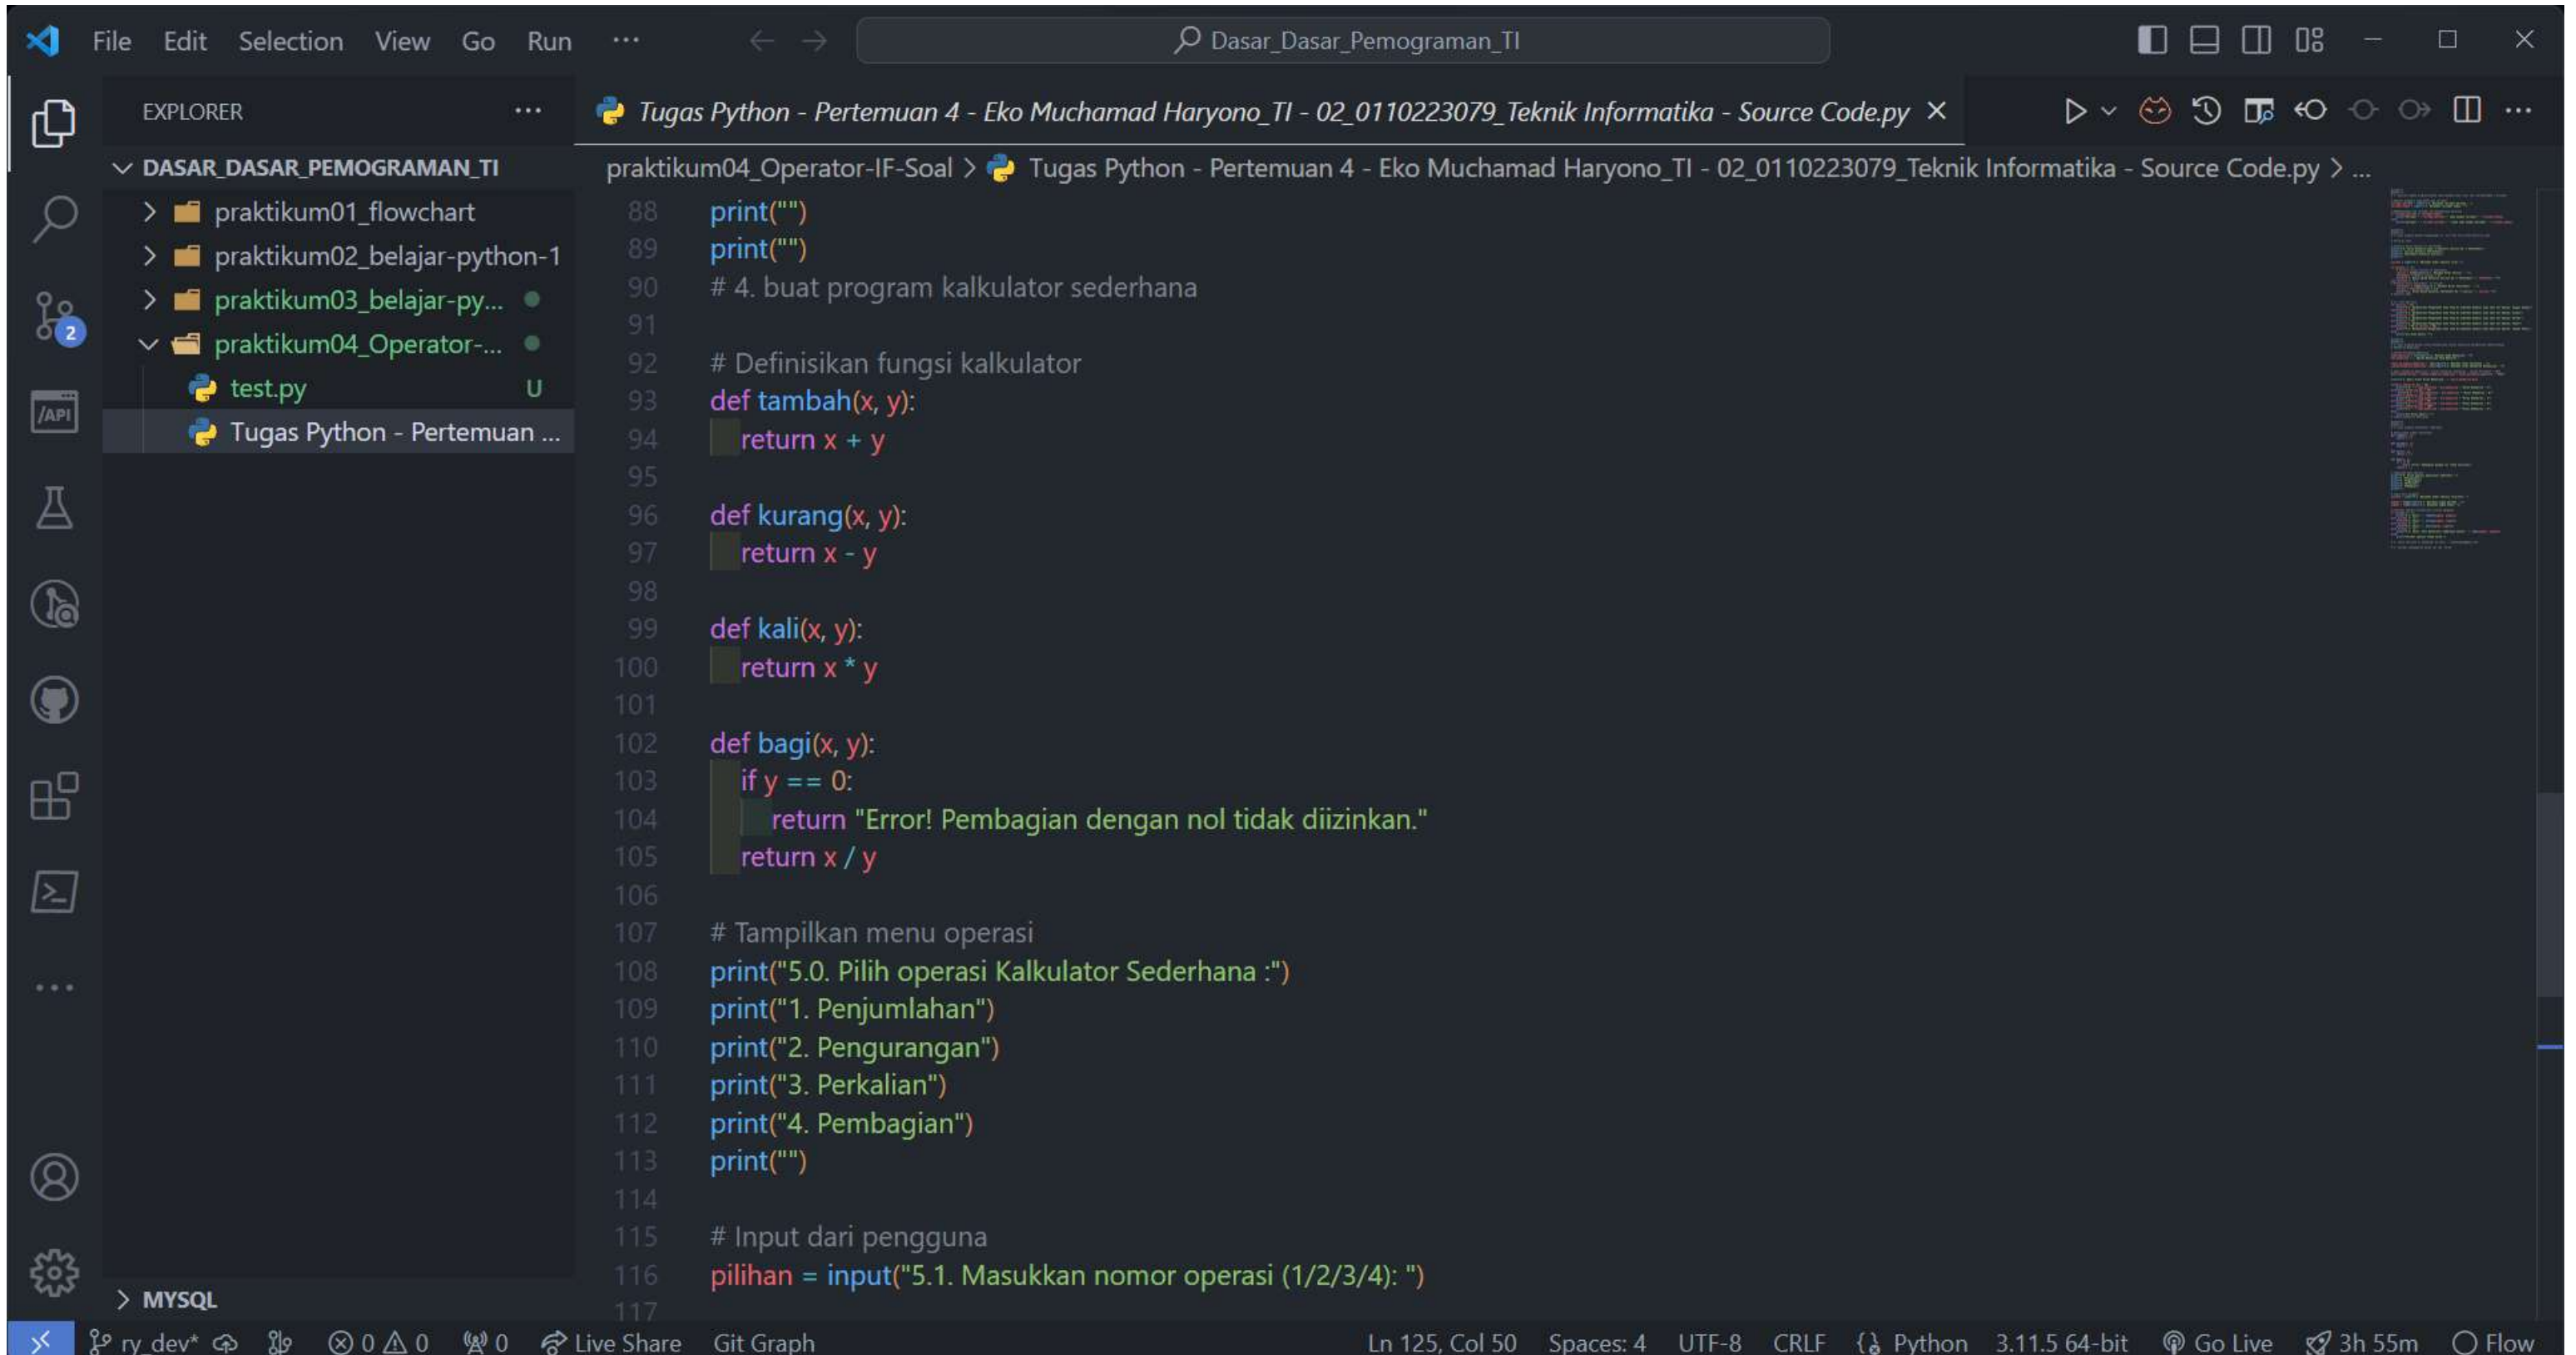 File Edit Selection View Go Run ... Dasar_Dasar_Pemograman_TI
EXPLORER ...
DASAR_DASAR_PEMOGRAMAN_TI
praktikum01_flowchart
praktikum02_belajar-python-1
praktikum03_belajar-py...
praktikum04_Operator-...
test.py U
Tugas Python - Pertemuan ...
2
/API
MYSQL
Tugas Python - Pertemuan 4 - Eko Muchamad Haryono_TI - 02_0110223079_Teknik Informatika - Source Code.py
praktikum04_Operator-IF-Soal > Tugas Python - Pertemuan 4 - Eko Muchamad Haryono_TI - 02_0110223079_Teknik Informatika - Source Code.py > ...
88 print("")
89 print("")
90 # 4. buat program kalkulator sederhana
91
92 # Definisikan fungsi kalkulator
93 def tambah(x, y):
94 return x + y
95
96 def kurang(x, y):
97 return x - y
98
99 def kali(x, y):
100 return x * y
101
102 def bagi(x, y):
103 if y == 0:
104 return "Error! Pembagian dengan nol tidak diizinkan."
105 return x / y
106
107 # Tampilkan menu operasi
108 print("5.0. Pilih operasi Kalkulator Sederhana :")
109 print("1. Penjumlahan")
110 print("2. Pengurangan")
111 print("3. Perkalian")
112 print("4. Pembagian")
113 print("")
114
115 # Input dari pengguna
116 pilihan = input("5.1. Masukkan nomor operasi (1/2/3/4): ")
117
ry_dev* 0 0 0 Live Share Git Graph Ln 125, Col 50 Spaces: 4 UTF-8 CRLF Python 3.11.5 64-bit Go Live 3h 55m Flow